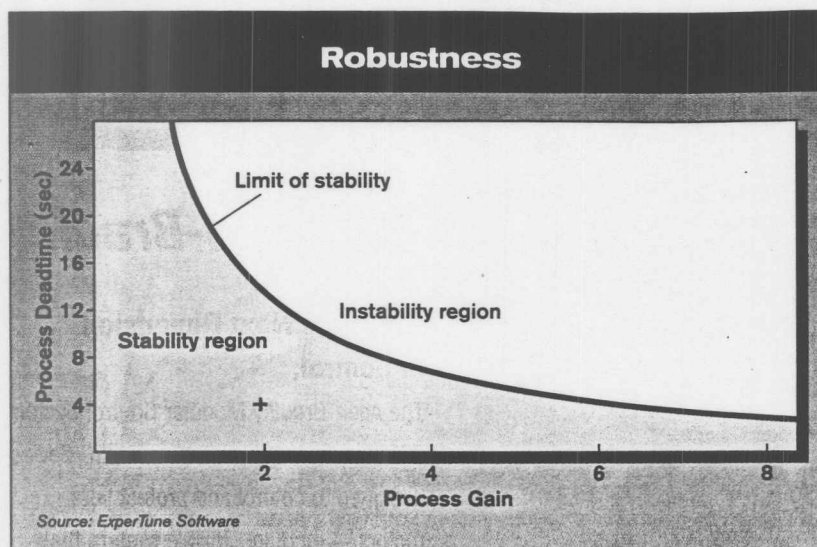 Robustness
Process Deadtime (sec)
24
20
16
12
8
4
Limit of stability
Instability region
Stability region
+
2
4
6
8
Process Gain
Source: ExperTune Software